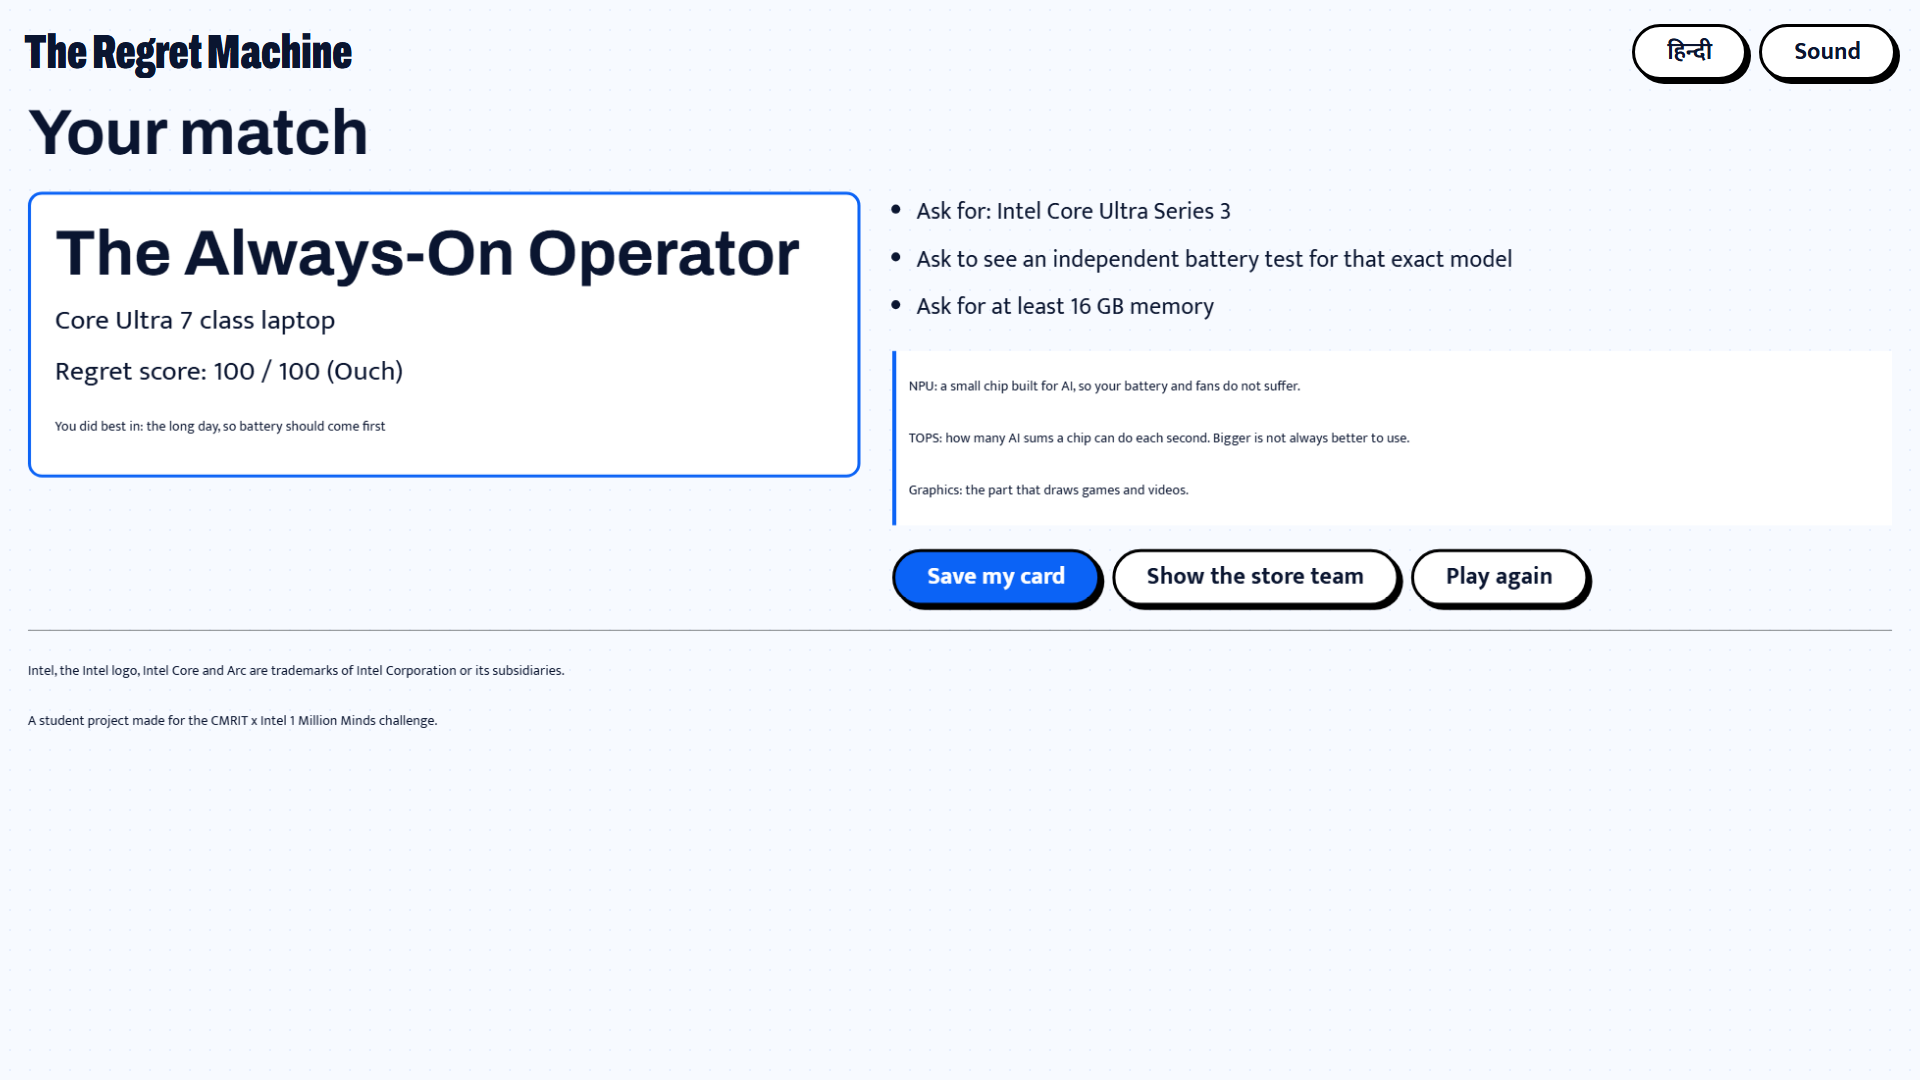 The Regret Machine
हिन्दी
Sound
Your match
The Always-On Operator
Core Ultra 7 class laptop
Regret score: 100 / 100 (Ouch)
You did best in: the long day, so battery should come first
Ask for: Intel Core Ultra Series 3
Ask to see an independent battery test for that exact model
Ask for at least 16 GB memory
NPU: a small chip built for AI, so your battery and fans do not suffer.
TOPS: how many AI sums a chip can do each second. Bigger is not always better to use.
Graphics: the part that draws games and videos.
Save my card
Show the store team
Play again
Intel, the Intel logo, Intel Core and Arc are trademarks of Intel Corporation or its subsidiaries.
A student project made for the CMRIT x Intel 1 Million Minds challenge.